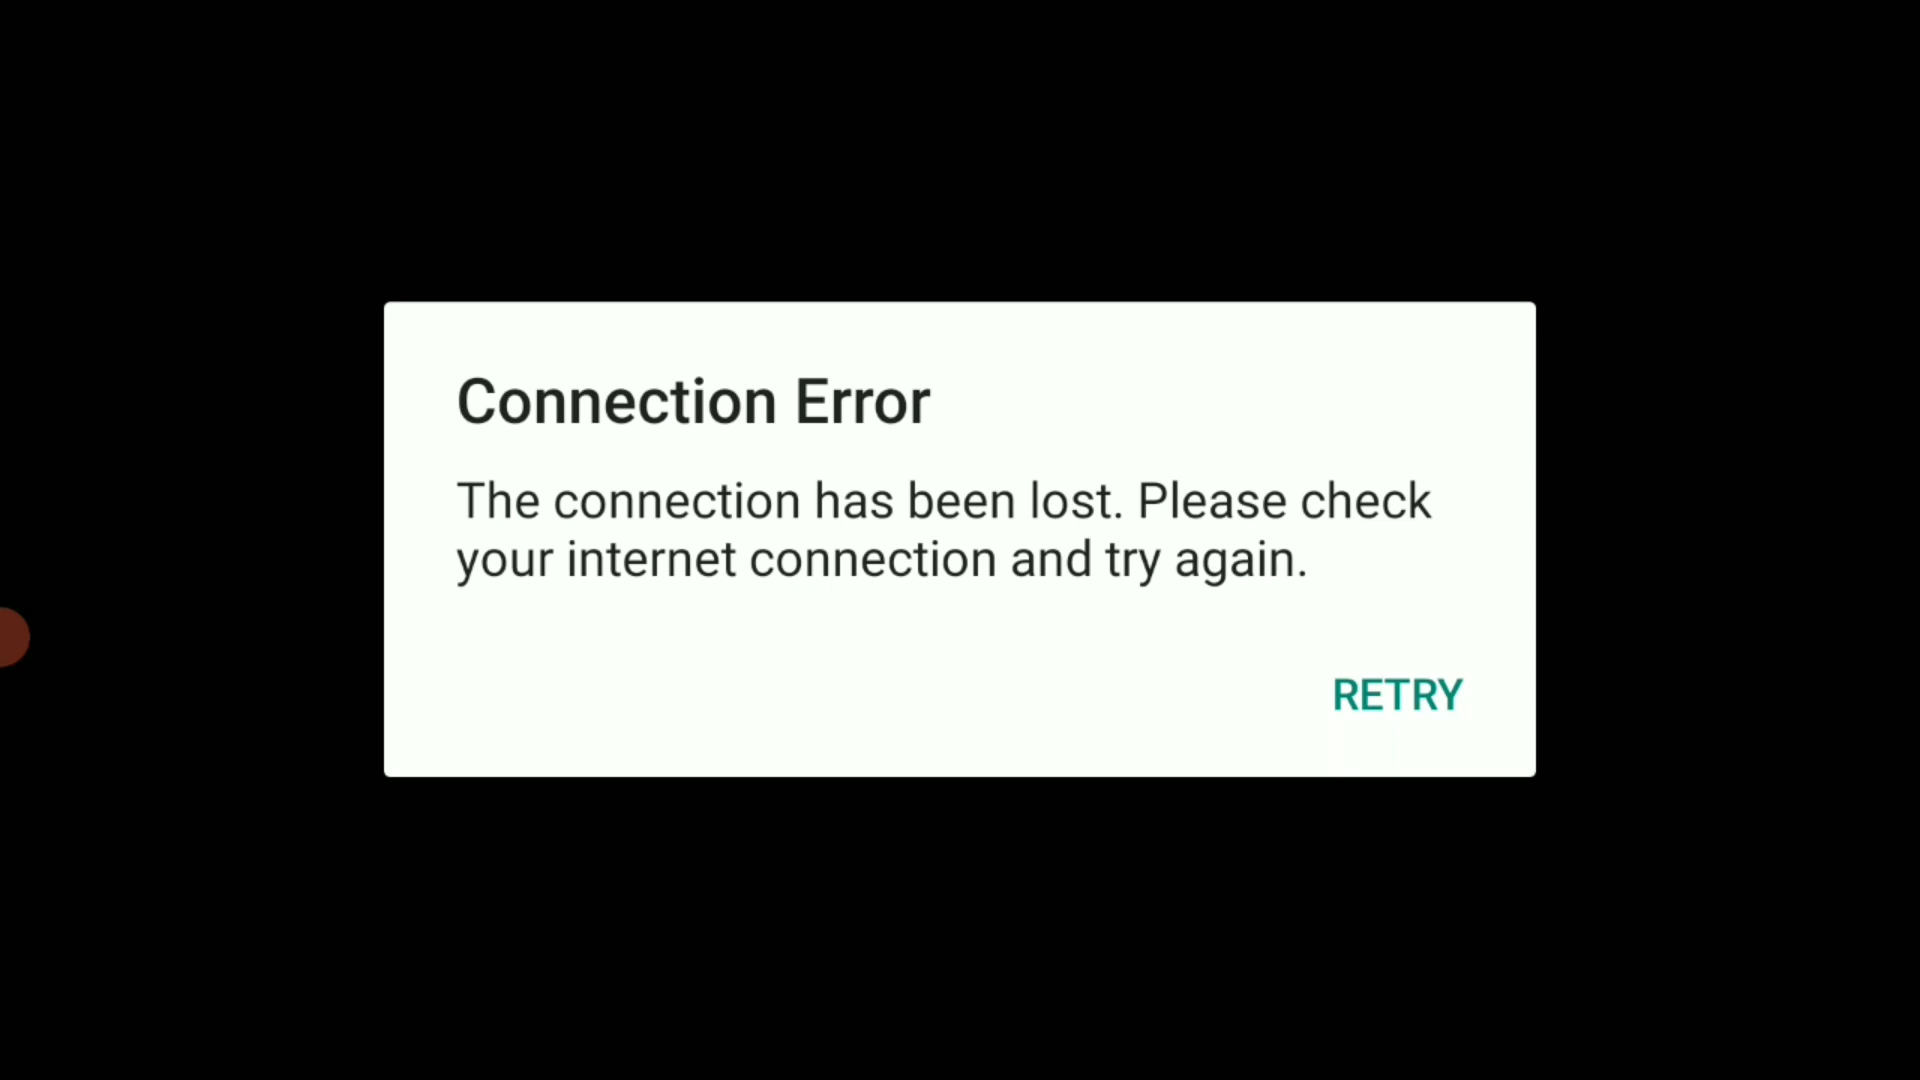 Connection Error
The connection has been lost. Please check
your internet connection and try again.
RETRY